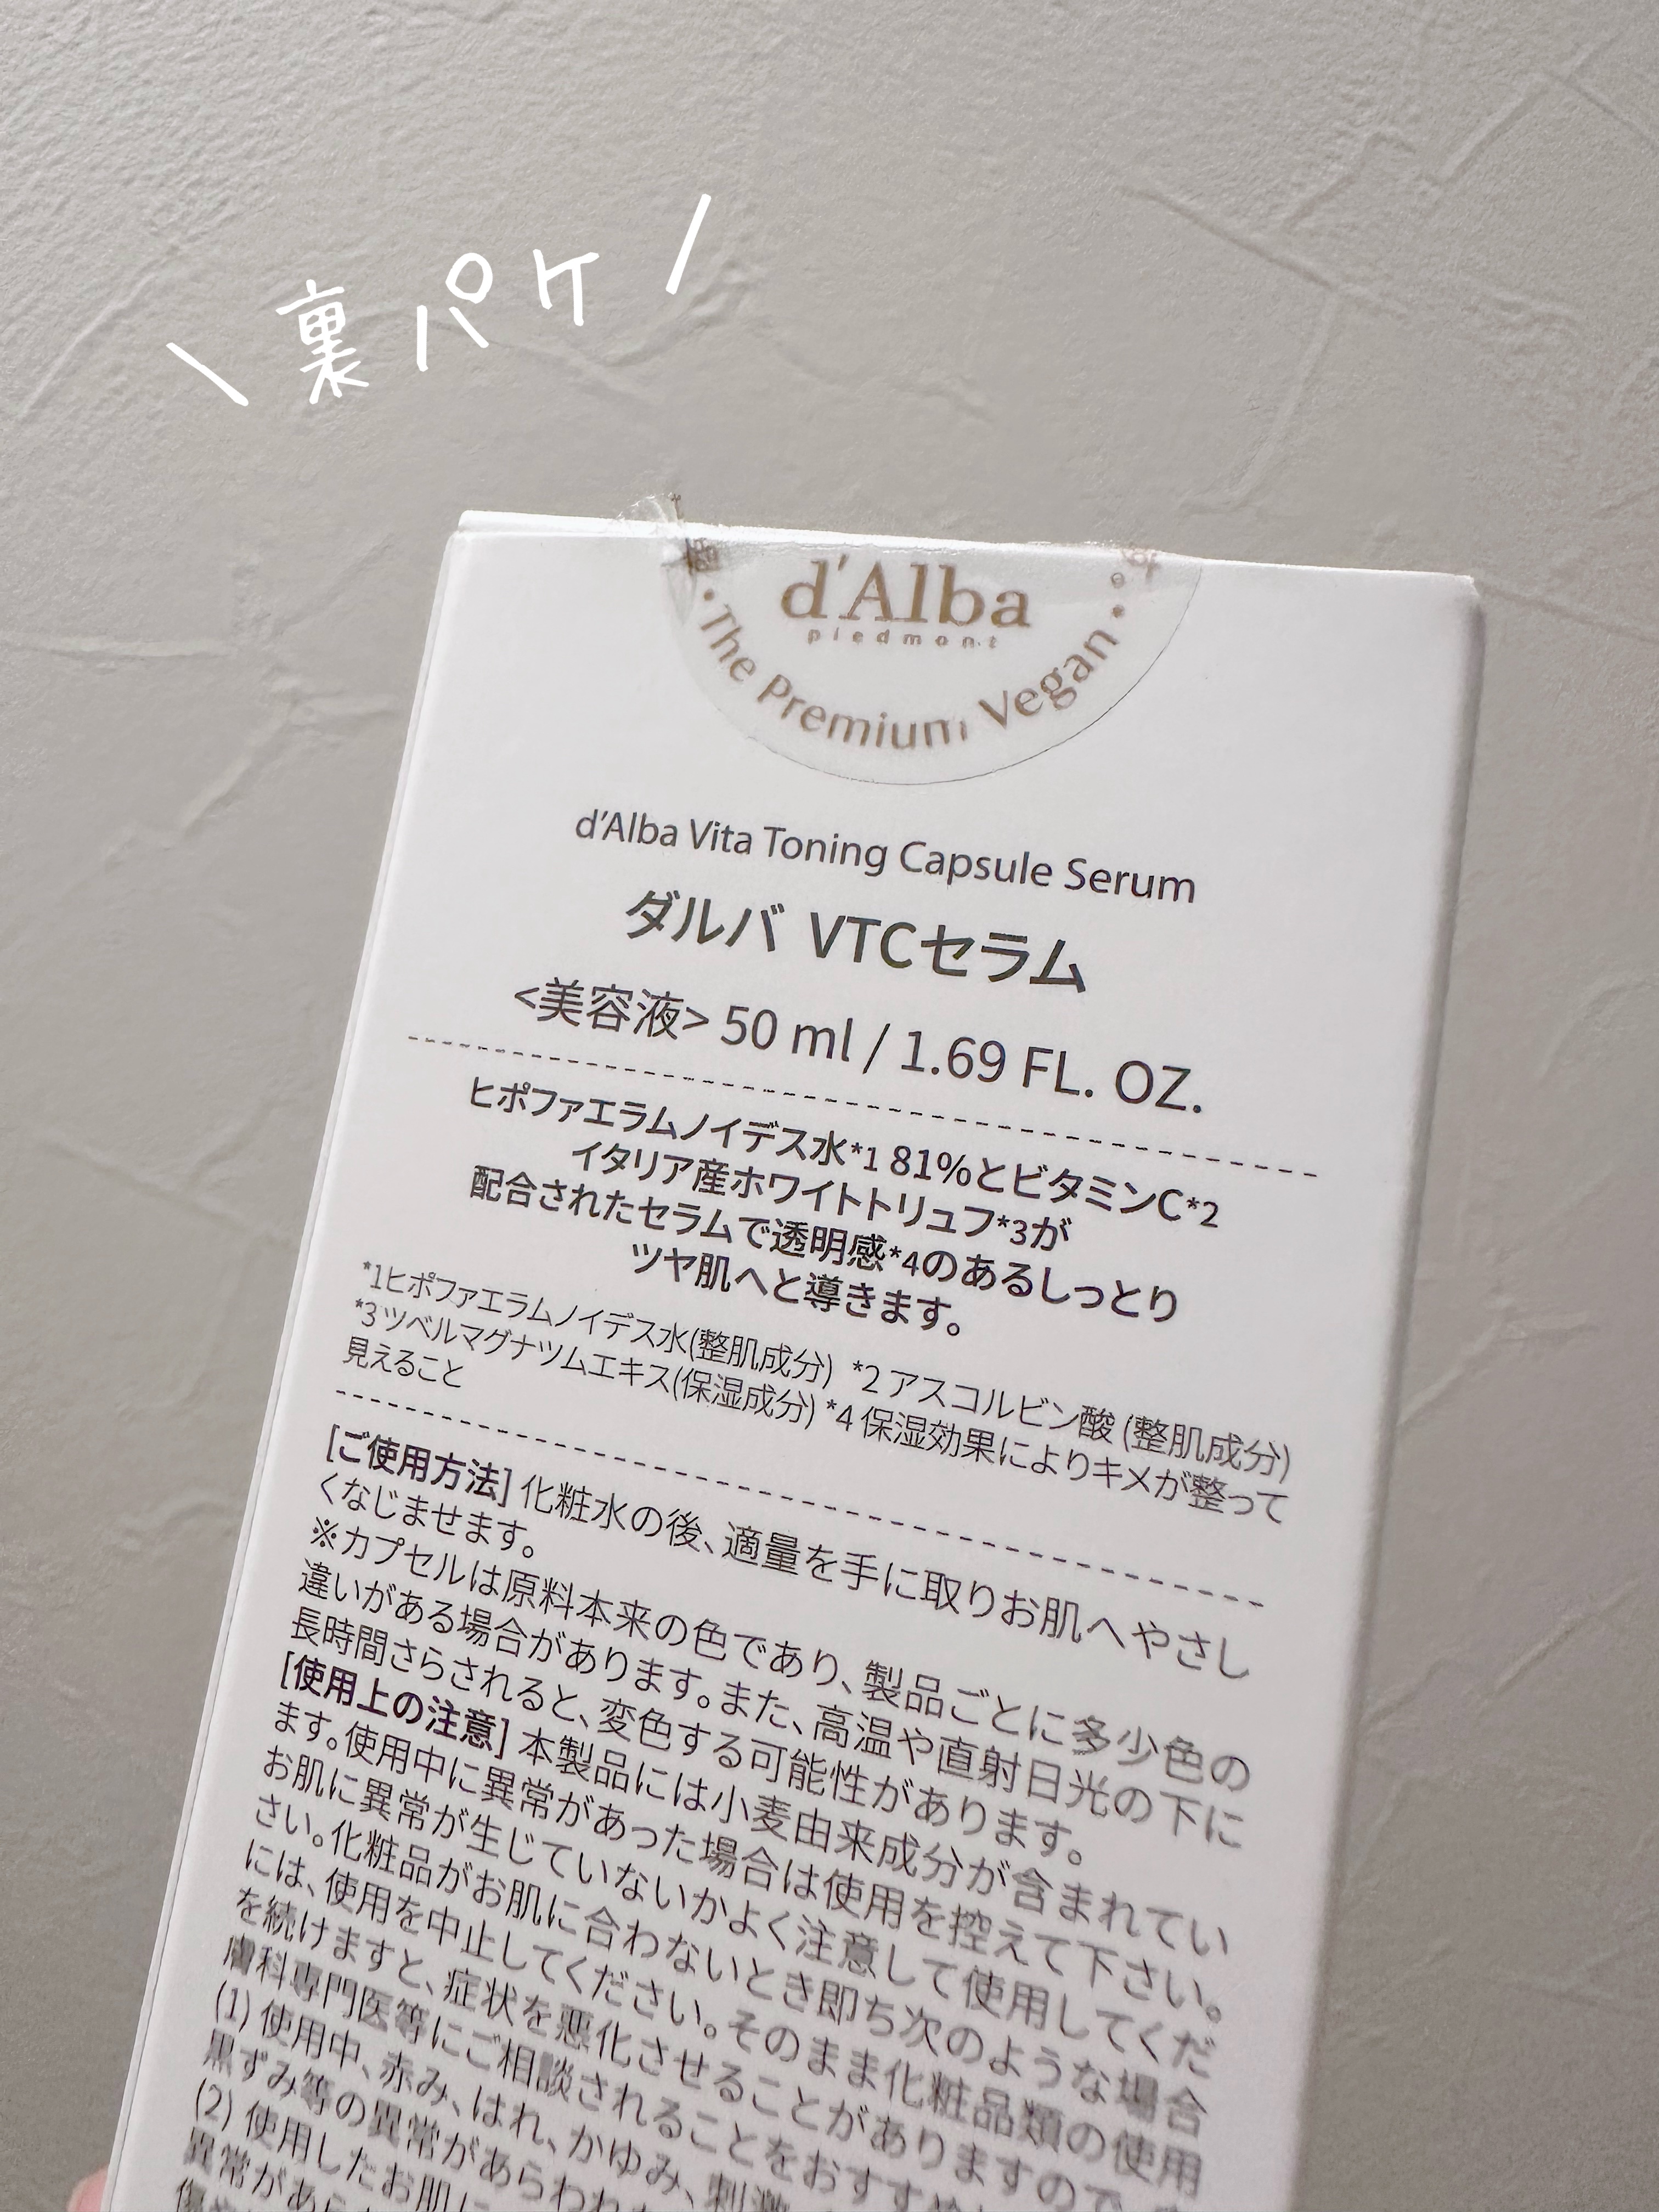 \ 裏パケ /
d'Alba
piedmont
• The Premium Vegan •
d'Alba Vita Toning Capsule Serum
ダルバ VTCセラム
<美容液> 50 ml / 1.69 FL. OZ.
ヒポファエラムノイデス水*1 81%とビタミンC*2
イタリア産ホワイトトリュフ*3が
配合されたセラムで透明感*4のあるしっとり
ツヤ肌へと導きます。
*1ヒポファエラムノイデス水(整肌成分) *2 アスコルビン酸 (整肌成分)
*3 ツベルマグナツムエキス(保湿成分) *4 保湿効果によりキメが整って
見えること
[ご使用方法] 化粧水の後、適量を手に取りお肌へやさし
くなじませます。
※カプセルは原料本来の色であり、製品ごとに多少色の
違いがある場合があります。また、高温や直射日光の下に
長時間さらされると、変色する可能性があります。
[使用上の注意] 本製品には小麦由来成分が含まれてい
ます。使用中に異常があった場合は使用を控えて下さい。
お肌に異常が生じていないかよく注意して使用してくだ
さい。化粧品がお肌に合わないとき即ち次のような場合
には、使用を中止してください。そのまま化粧品類の使用
を続けますと、症状を悪化させることがありますので、
膚科専門医等にご相談されることをおすす
(1) 使用中、赤み、はれ、かゆみ、刺激
黒ずみ等の異常があらわれ
(2) 使用したお肌に
異常があら